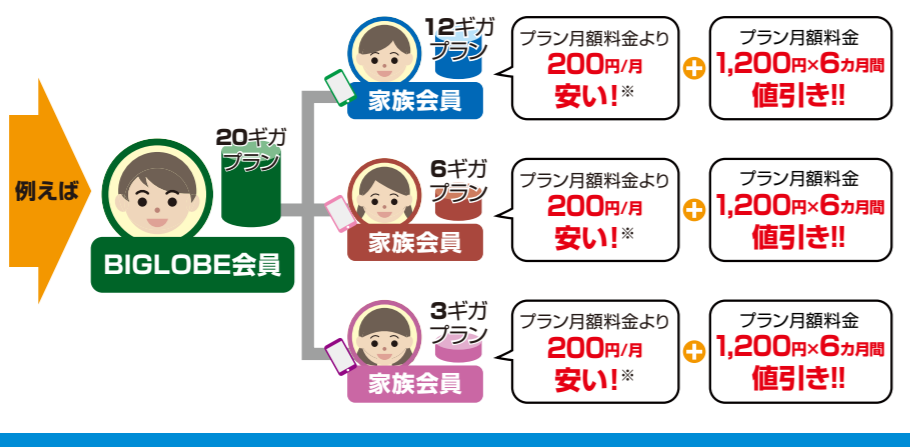 例えば
20ギガ
プラン
BIGLOBE会員
12ギガ
プラン
家族会員
プラン月額料金より
200円/月
安い!※
+
プラン月額料金
1,200円×6カ月間
値引き!!
6ギガ
プラン
家族会員
プラン月額料金より
200円/月
安い!※
+
プラン月額料金
1,200円×6カ月間
値引き!!
3ギガ
プラン
家族会員
プラン月額料金より
200円/月
安い!※
+
プラン月額料金
1,200円×6カ月間
値引き!!